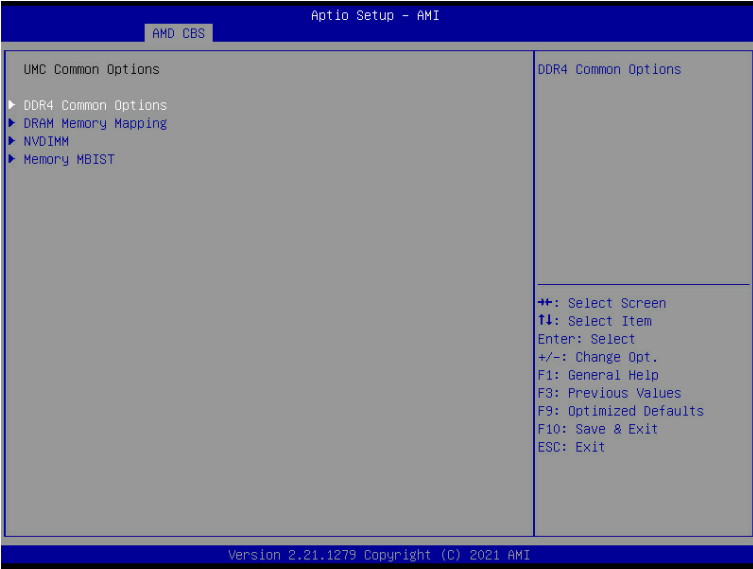 Aptio Setup – AMI
AMD CBS
UMC Common Options
DDR4 Common Options
DRAM Memory Mapping
NVDIMM
Memory MBIST
DDR4 Common Options
→←: Select Screen
↑↓: Select Item
Enter: Select
+/-: Change Opt.
F1: General Help
F3: Previous Values
F9: Optimized Defaults
F10: Save & Exit
ESC: Exit
Version 2.21.1279 Copyright (C) 2021 AMI